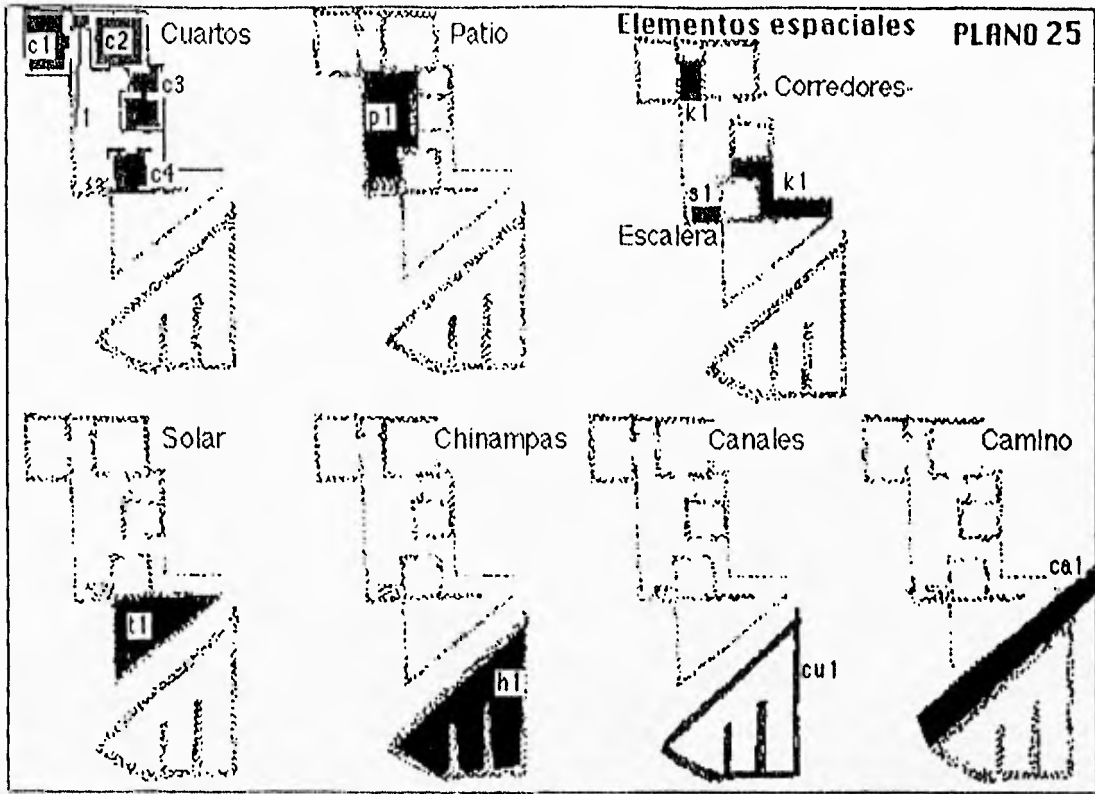 Elementos espaciales
PLANO 25
c1
c2
Cuartos
c3
1
c4
Patio
p1
Corredores-
k1
s1
k1
Escalera
Solar
t1
Chinampas
h1
Canales
cu1
Camino
ca1